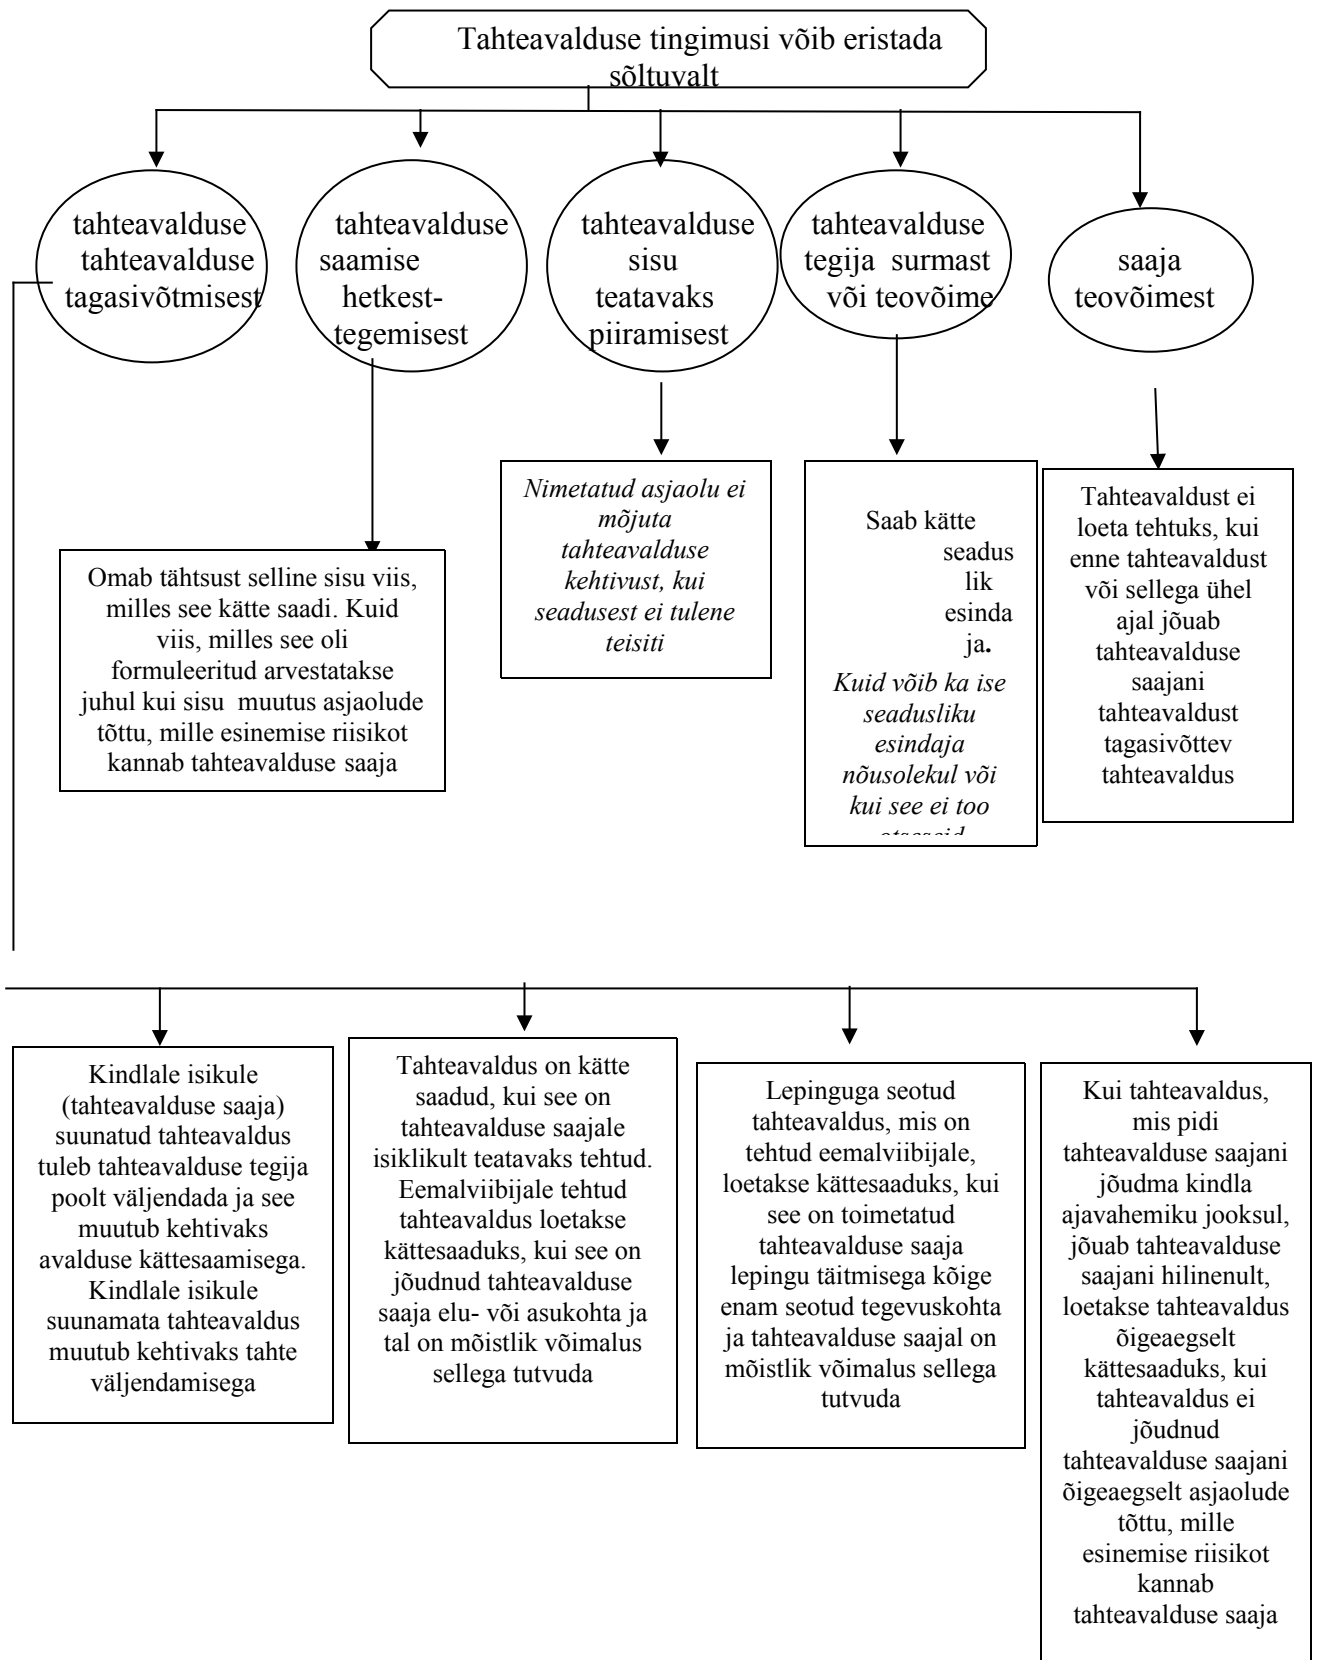 Tahteavalduse tingimusi võib eristada
sõltuvalt
tahteavalduse
tahteavalduse
tagasivõtmisest
tahteavalduse
saamise
hetkest-
tegemisest
tahteavalduse
sisu
teatavaks
piiramisest
tahteavalduse
tegija surmast
või teovõime
saaja
teovõimest
Omab tähtsust selline sisu viis,
milles see kätte saadi. Kuid
viis, milles see oli
formuleeritud arvestatakse
juhul kui sisu muutus asjaolude
tõttu, mille esinemise riisikot
kannab tahteavalduse saaja
Nimetatud asjaolu ei
mõjuta
tahteavalduse
kehtivust, kui
seadusest ei tulene
teisiti
Saab kätte
seadus
lik
esinda
ja.
Kuid võib ka ise
seadusliku
esindaja
nõusolekul või
kui see ei too
Tahteavaldust ei
loeta tehtuks, kui
enne tahteavaldust
või sellega ühel
ajal jõuab
tahteavalduse
saajani
tahteavaldust
tagasivõttev
tahteavaldus
Kindlale isikule
(tahteavalduse saaja)
suunatud tahteavaldus
tuleb tahteavalduse tegija
poolt väljendada ja see
muutub kehtivaks
avalduse kättesaamisega.
Kindlale isikule
suunamata tahteavaldus
muutub kehtivaks tahte
väljendamisega
Tahteavaldus on kätte
saadud, kui see on
tahteavalduse saajale
isiklikult teatavaks tehtud.
Eemalviibijale tehtud
tahteavaldus loetakse
kättesaaduks, kui see on
jõudnud tahteavalduse
saaja elu- või asukohta ja
tal on mõistlik võimalus
sellega tutvuda
Lepinguga seotud
tahteavaldus, mis on
tehtud eemalviibijale,
loetakse kättesaaduks, kui
see on toimetatud
tahteavalduse saaja
lepingu täitmisega kõige
enam seotud tegevuskohta
ja tahteavalduse saajal on
mõistlik võimalus sellega
tutvuda
Kui tahteavaldus,
mis pidi
tahteavalduse saajani
jõudma kindla
ajavahemiku jooksul,
jõuab tahteavalduse
saajani hilinenult,
loetakse tahteavaldus
õigeaegselt
kättesaaduks, kui
tahteavaldus ei
jõudnud
tahteavalduse saajani
õigeaegselt asjaolude
tõttu, mille
esinemise riisikot
kannab
tahteavalduse saaja